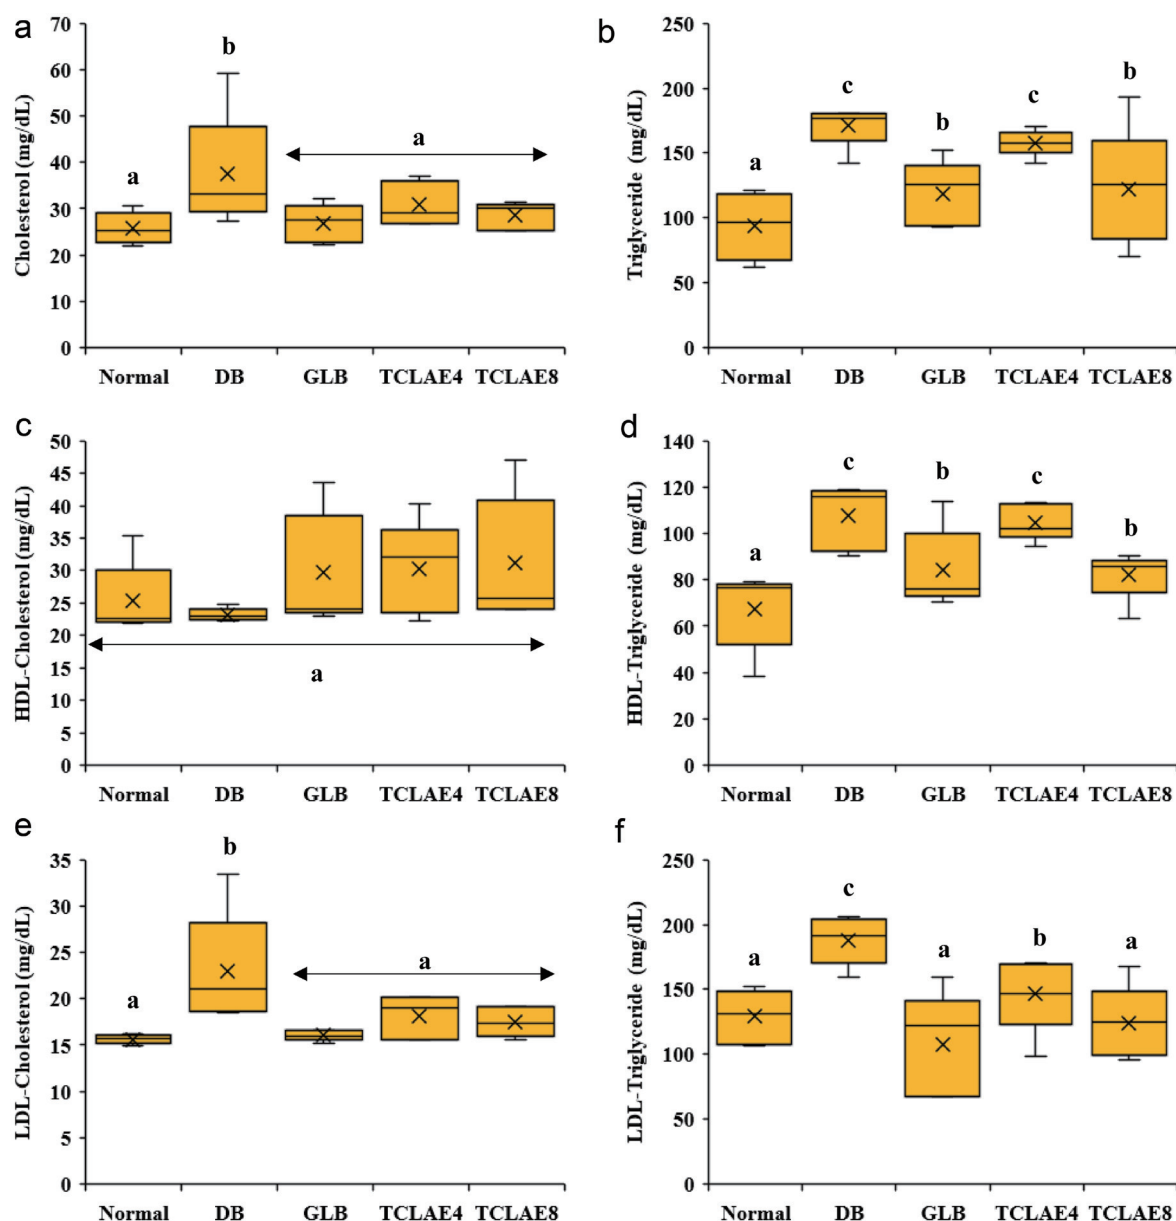 a
Cholesterol (mg/dL)
70
60
50
40
30
20
10
0
a
b
a
Normal DB GLB TCLAE4 TCLAE8
b
Triglyceride (mg/dL)
250
200
150
100
50
0
a
c
b
c
b
Normal DB GLB TCLAE4 TCLAE8
c
HDL-Cholesterol (mg/dL)
50
45
40
35
30
25
20
15
10
5
0
a
Normal DB GLB TCLAE4 TCLAE8
d
HDL-Triglyceride (mg/dL)
140
120
100
80
60
40
20
0
a
c
b
c
b
Normal DB GLB TCLAE4 TCLAE8
e
LDL-Cholesterol (mg/dL)
35
30
25
20
15
10
5
0
a
b
a
Normal DB GLB TCLAE4 TCLAE8
f
LDL-Triglyceride (mg/dL)
250
200
150
100
50
0
a
c
a
b
a
Normal DB GLB TCLAE4 TCLAE8